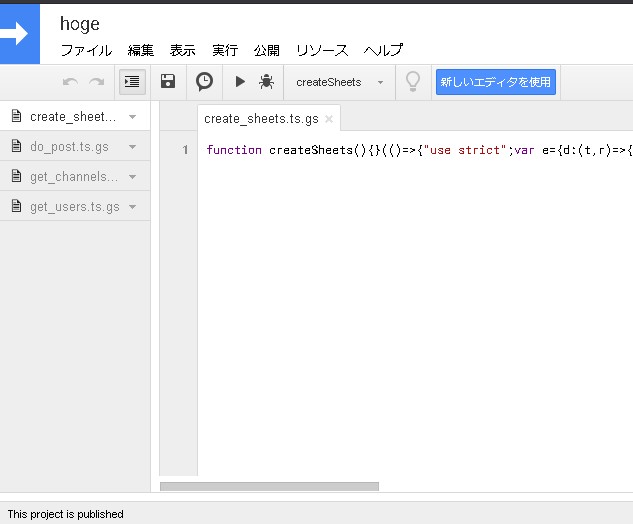 hoge
ファイル 編集 表示 実行 公開 リソース ヘルプ
createSheets 新しいエディタを使用
create_sheet...
do_post.ts.gs
get_channels...
get_users.ts.gs
create_sheets.ts.gs ×
1 function createSheets(){}(()=>{"use strict";var e={d:(t,r)=>{
This project is published